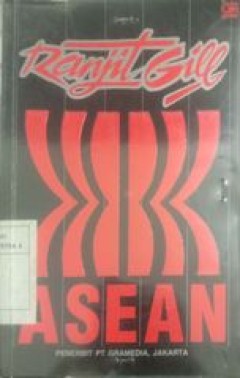 Ranjit Gill
ASEAN
PENERBIT PT GRAMEDIA, JAKARTA